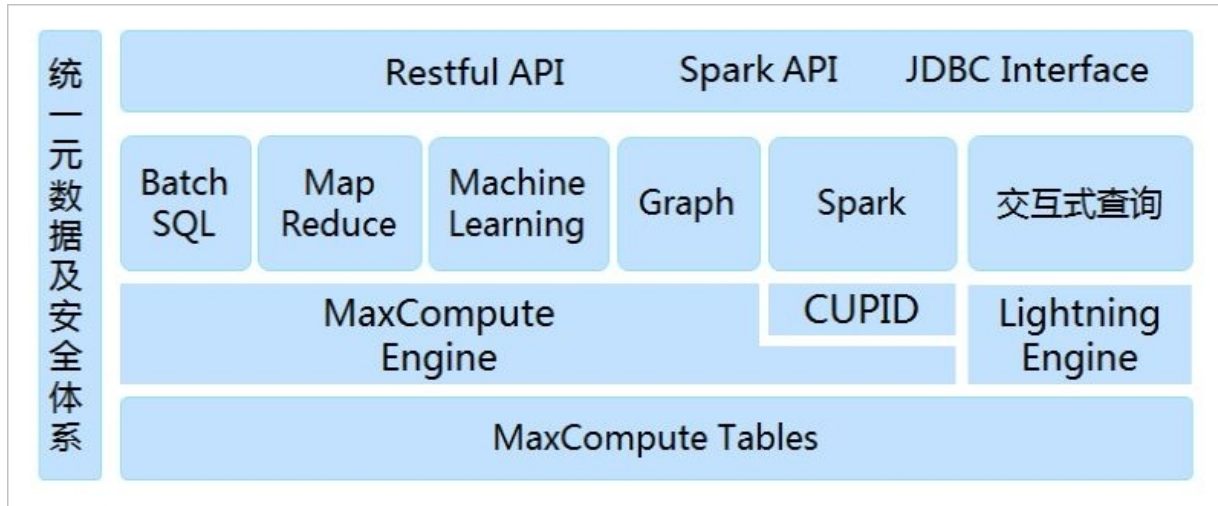 统一元数据及安全体系
Restful API Spark API JDBC Interface
Batch
SQL
Map
Reduce
Machine
Learning
Graph
Spark
交互式查询
MaxCompute
Engine
CUPID
Lightning
Engine
MaxCompute Tables